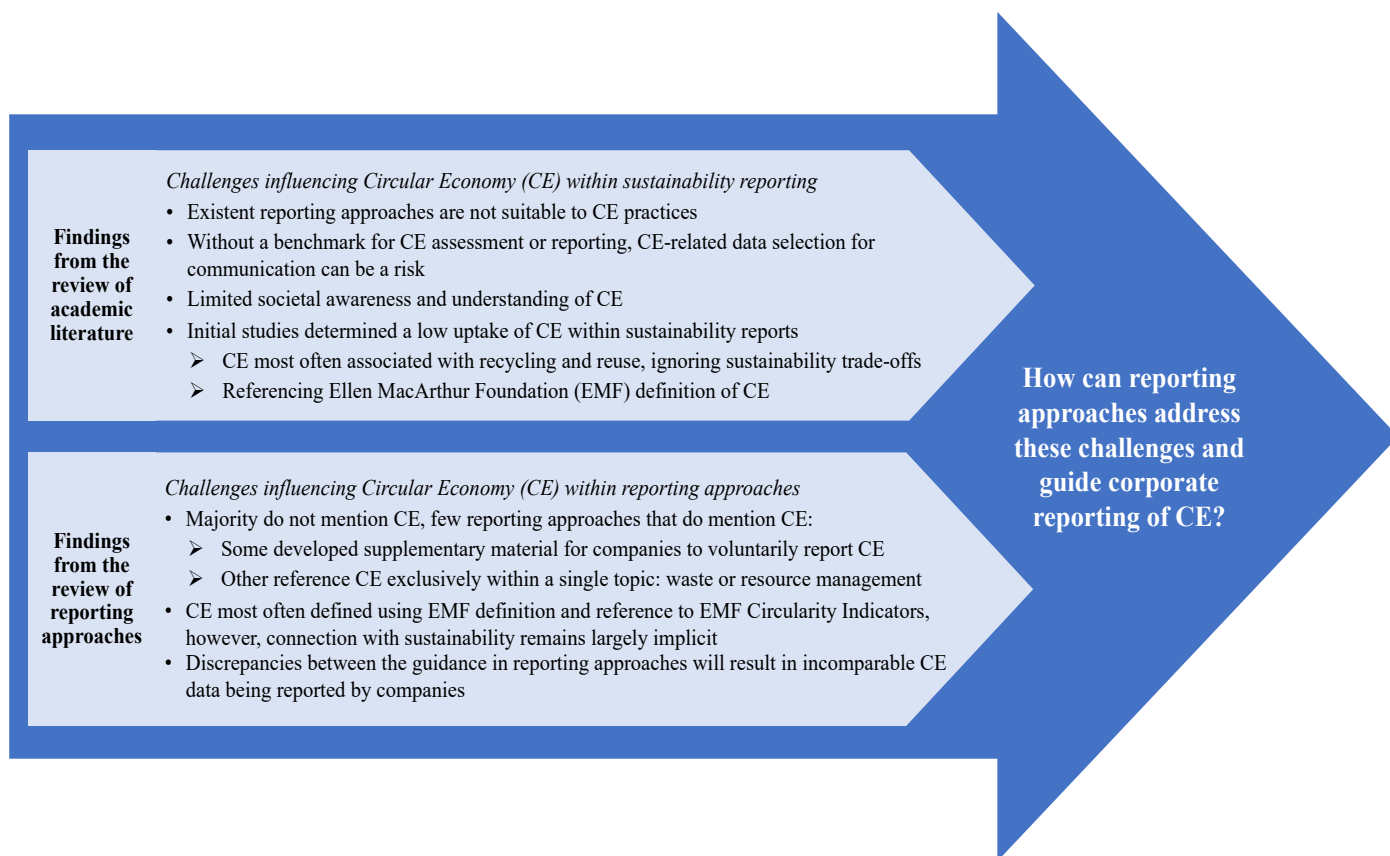 Findings
from the
review of
academic
literature
Challenges influencing Circular Economy (CE) within sustainability reporting
• Existent reporting approaches are not suitable to CE practices
• Without a benchmark for CE assessment or reporting, CE-related data selection for
communication can be a risk
• Limited societal awareness and understanding of CE
• Initial studies determined a low uptake of CE within sustainability reports
➢ CE most often associated with recycling and reuse, ignoring sustainability trade-offs
➢ Referencing Ellen MacArthur Foundation (EMF) definition of CE
Findings
from the
review of
reporting
approaches
Challenges influencing Circular Economy (CE) within reporting approaches
• Majority do not mention CE, few reporting approaches that do mention CE:
➢ Some developed supplementary material for companies to voluntarily report CE
➢ Other reference CE exclusively within a single topic: waste or resource management
• CE most often defined using EMF definition and reference to EMF Circularity Indicators,
however, connection with sustainability remains largely implicit
• Discrepancies between the guidance in reporting approaches will result in incomparable CE
data being reported by companies
How can reporting
approaches address
these challenges and
guide corporate
reporting of CE?